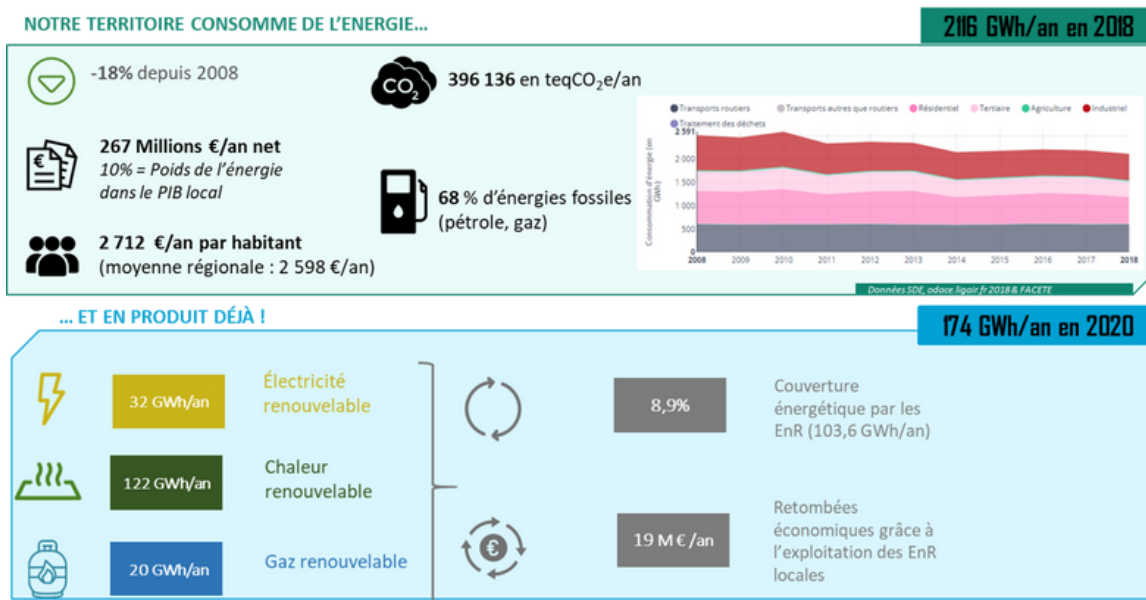 NOTRE TERRITOIRE CONSOMME DE L'ENERGIE...
2116 GWh/an en 2018
-18% depuis 2008
267 Millions €/an net
10% = Poids de l'énergie
dans le PIB local
2 712 €/an par habitant
(moyenne régionale : 2 598 €/an)
CO2
396 136 en teqCO2e/an
68 % d'énergies fossiles
(pétrole, gaz)
Transports routiers
Transports autres que routiers
Résidentiel
Tertiaire
Agriculture
Industriel
Traitement des déchets
Consommation d'énergie (en
GWh)
2 591
2 000
1 500
1 000
500
0
2008 2009 2010 2011 2012 2013 2014 2015 2016 2017 2018
Données SDE, odace.ligair.fr 2018 & FACETE
... ET EN PRODUIT DÉJÀ !
174 GWh/an en 2020
32 GWh/an
Électricité
renouvelable
122 GWh/an
Chaleur
renouvelable
20 GWh/an
Gaz renouvelable
8,9%
Couverture
énergétique par les
EnR (103,6 GWh/an)
€
19 M € /an
Retombées
économiques grâce à
l'exploitation des EnR
locales